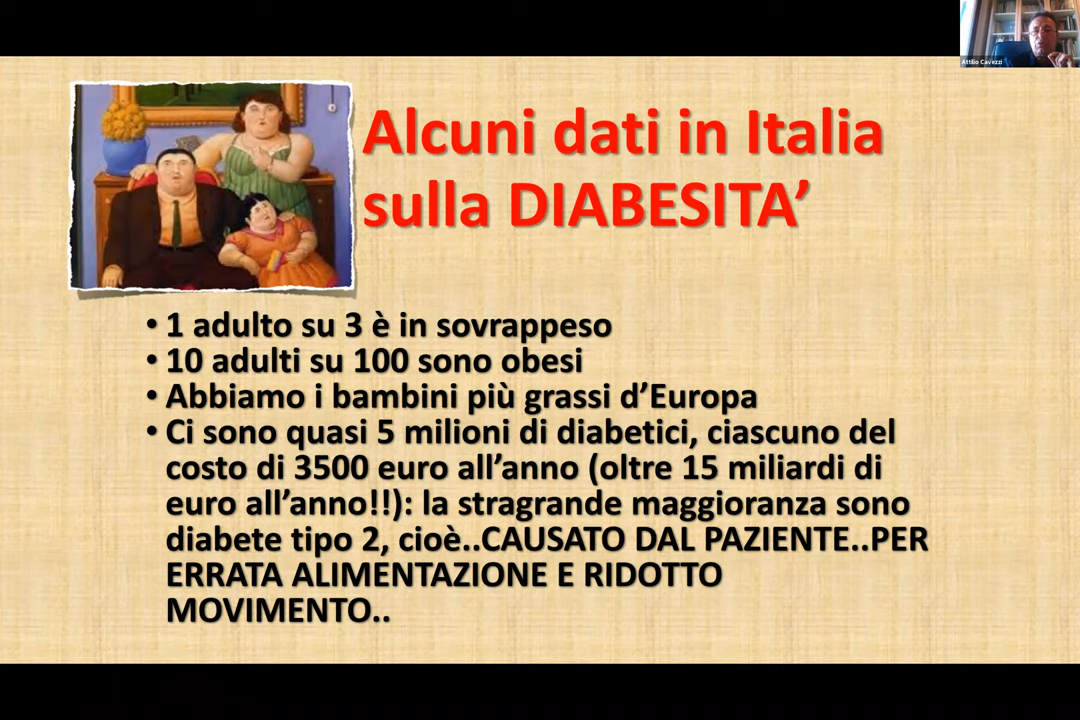 Attilio Cavezzi
Alcuni dati in Italia
sulla DIABESITA’
• 1 adulto su 3 è in sovrappeso
• 10 adulti su 100 sono obesi
• Abbiamo i bambini più grassi d’Europa
• Ci sono quasi 5 milioni di diabetici, ciascuno del
costo di 3500 euro all’anno (oltre 15 miliardi di
euro all’anno!!): la stragrande maggioranza sono
diabete tipo 2, cioè..CAUSATO DAL PAZIENTE..PER
ERRATA ALIMENTAZIONE E RIDOTTO
MOVIMENTO..